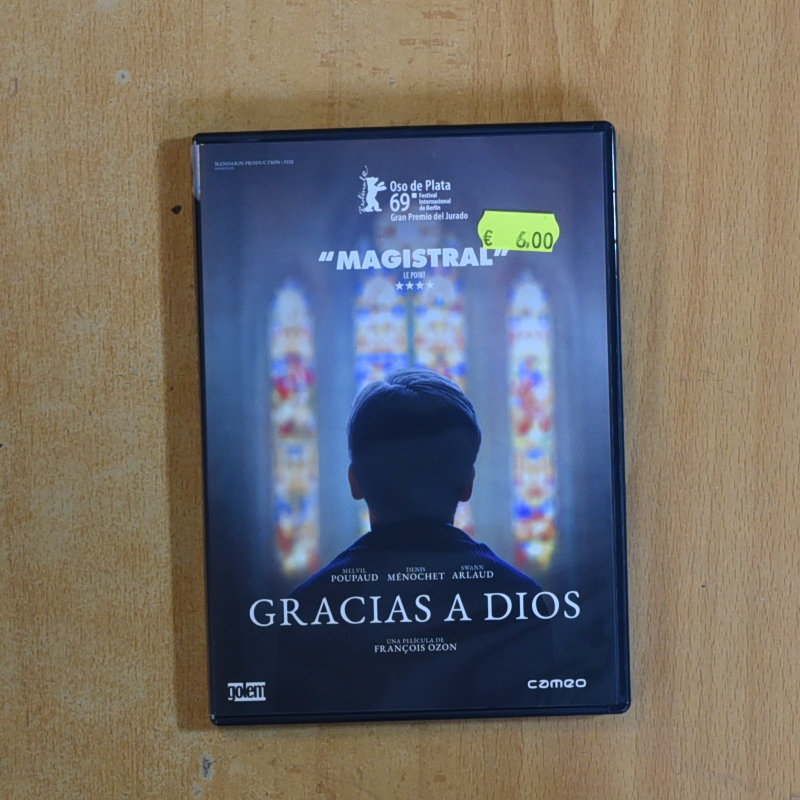 MANDARIN PRODUCTION & FOZ
Berlinale
Oso de Plata
69 Festival
Internacional
de Berlín
Gran Premio del Jurado
€ 6,00
"MAGISTRAL"
LE POINT
★★★★
MELVIL POUPAUD
DENIS MÉNOCHET
SWANN ARLAUD
GRACIAS A DIOS
UNA PELÍCULA DE
FRANÇOIS OZON
golem
cameo